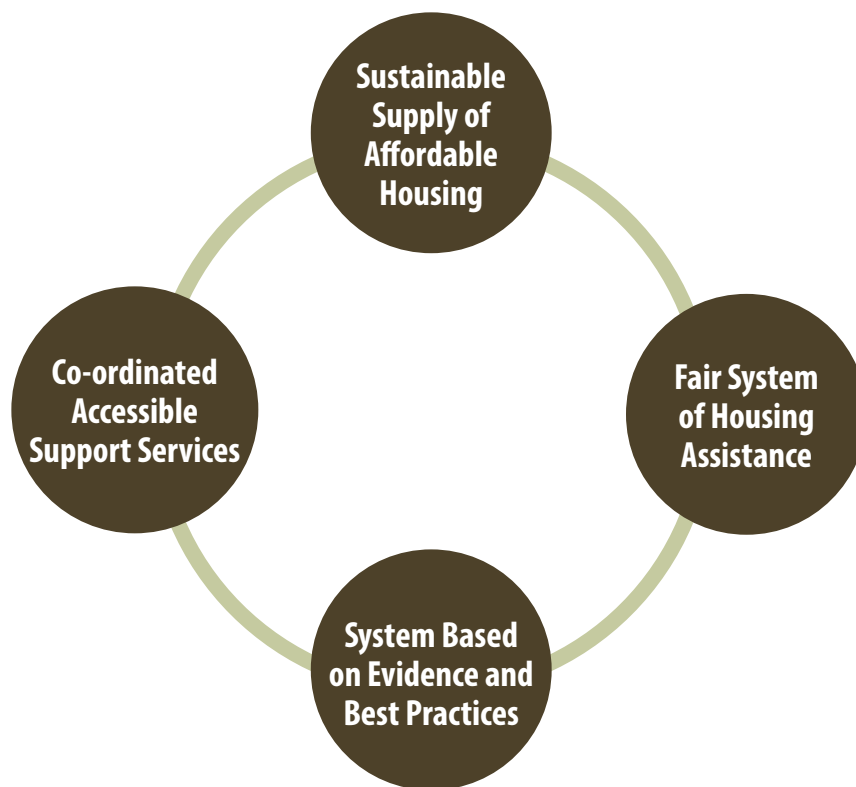 Sustainable
Supply of
Affordable
Housing
Co-ordinated
Accessible
Support Services
Fair System
of Housing
Assistance
System Based
on Evidence and
Best Practices